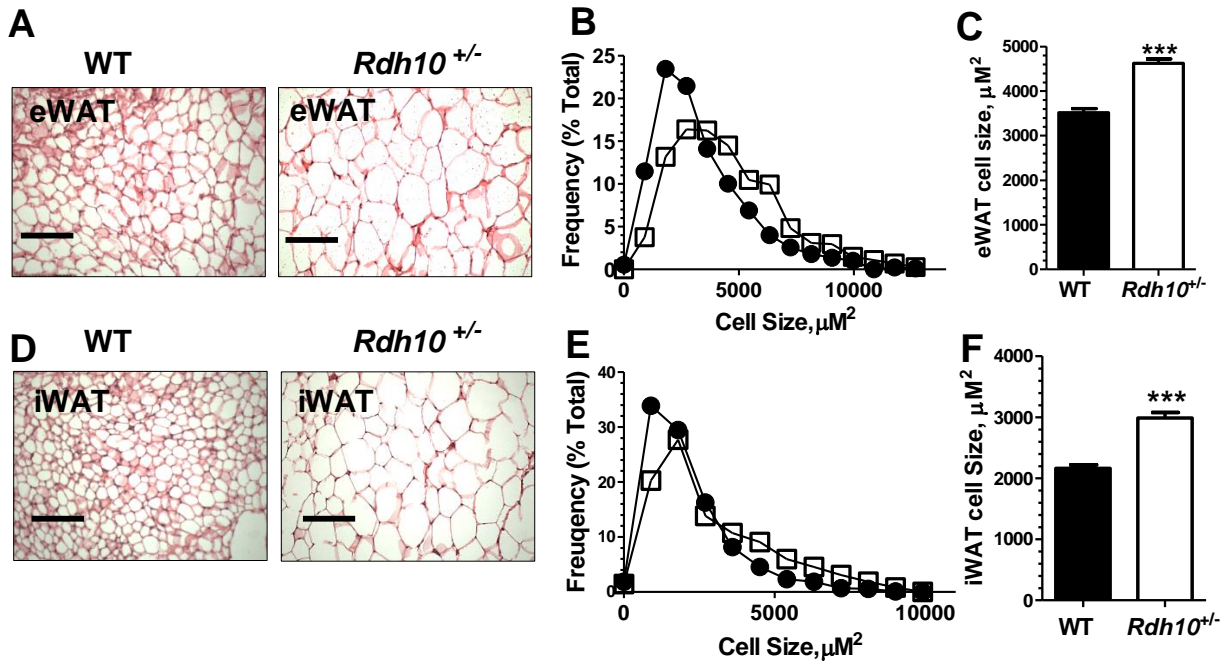 A
WT
Rdh10 +/-
eWAT
eWAT
B
Frequency (% Total)
25
20
15
10
5
0
0
5000
10000
Cell Size,μM2
C
eWAT cell size, μM2
5000
4000
3000
2000
1000
0
***
WT
Rdh10+/-
D
WT
Rdh10 +/-
iWAT
iWAT
E
Freuqency (% Total)
40
30
20
10
0
0
5000
10000
Cell Size,μM2
F
iWAT cell Size, μM2
4000
3000
2000
1000
0
***
WT
Rdh10+/-